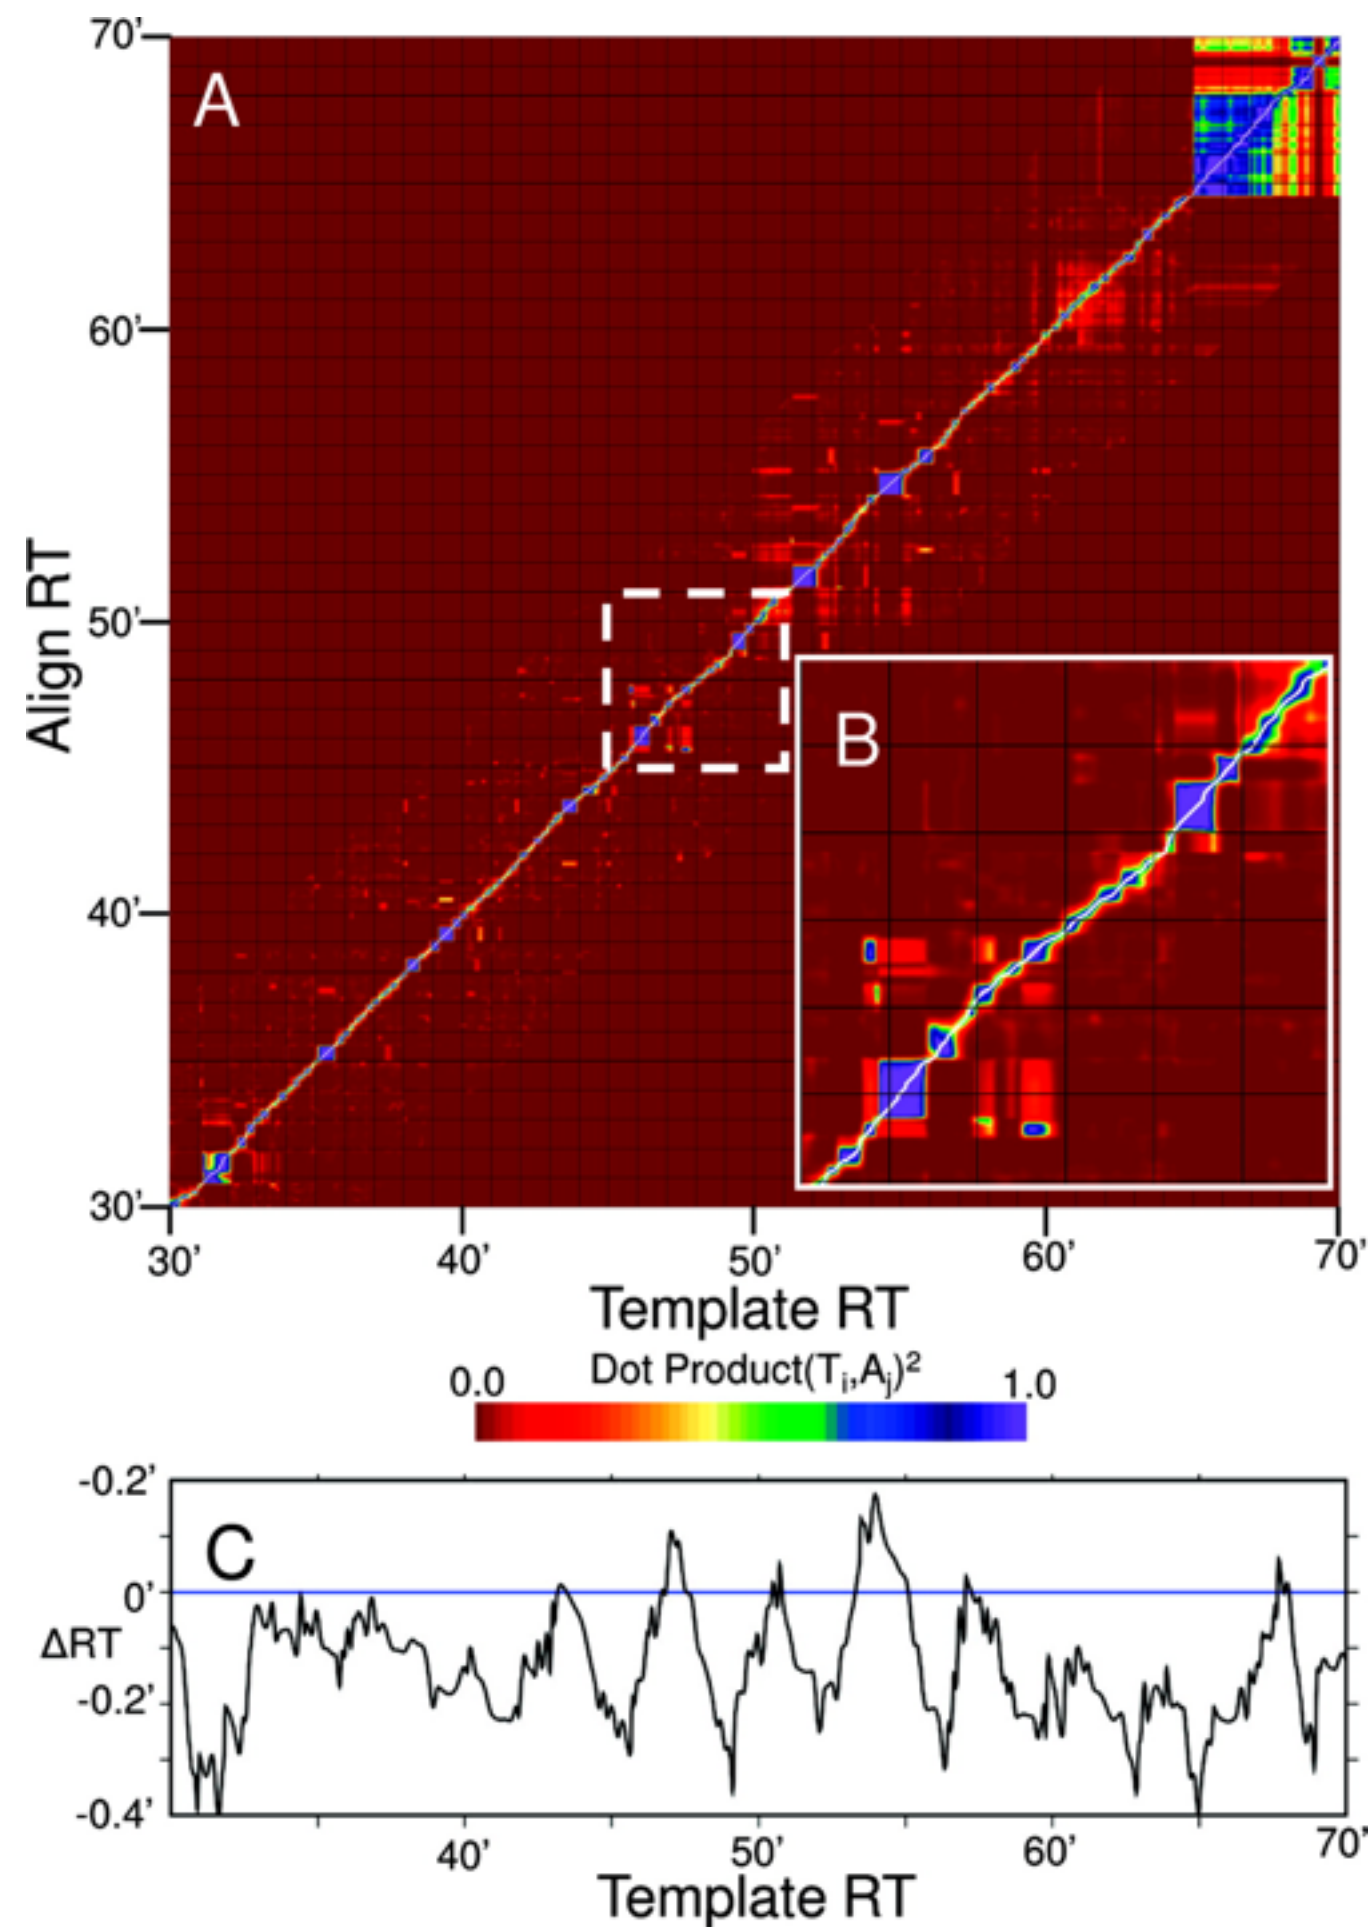 70’
A
60’
Align RT
50’
B
40’
30’
30’ 40’ 50’ 60’ 70’
Template RT
Dot Product(Ti,Aj)²
0.0 1.0
-0.2’
C
0’
ΔRT
-0.2’
-0.4’
40’ 50’ 60’ 70’
Template RT